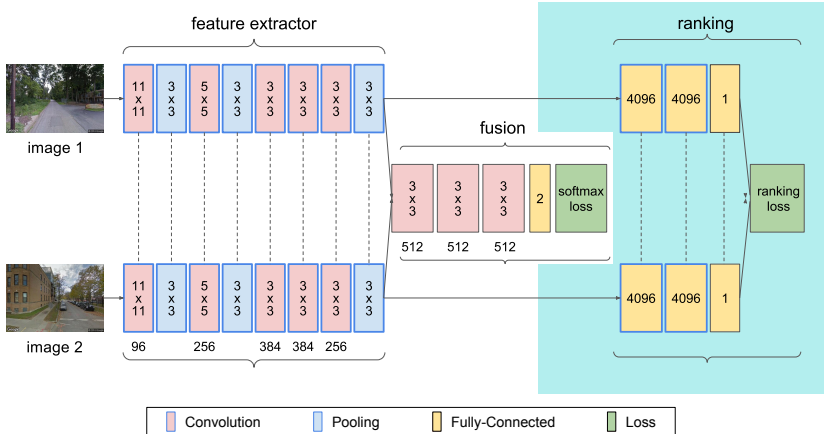 feature extractor
ranking
11 x 11
3 x 3
5 x 5
3 x 3
3 x 3
3 x 3
3 x 3
3 x 3
4096
4096
1
image 1
fusion
3 x 3
3 x 3
3 x 3
2
softmax loss
ranking loss
512
512
512
11 x 11
3 x 3
5 x 5
3 x 3
3 x 3
3 x 3
3 x 3
3 x 3
4096
4096
1
image 2
96
256
384
384
256
Convolution
Pooling
Fully-Connected
Loss